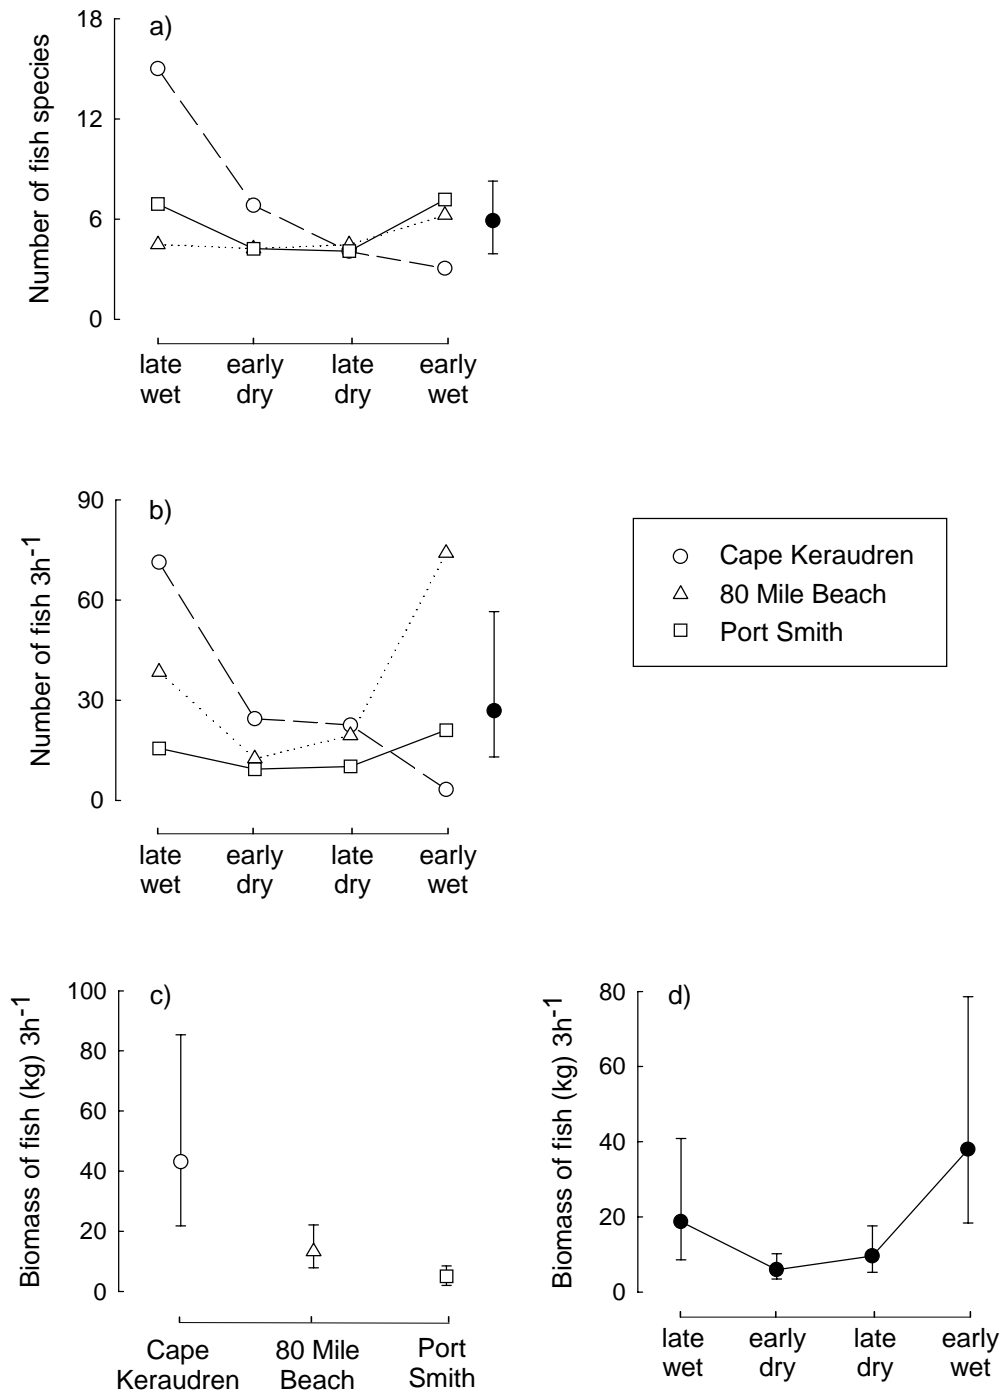 a)
Number of fish species
18
12
6
0
late wet
early dry
late dry
early wet
b)
Number of fish 3h-1
90
60
30
0
late wet
early dry
late dry
early wet
Cape Keraudren
80 Mile Beach
Port Smith
c)
Biomass of fish (kg) 3h-1
100
80
60
40
20
0
Cape Keraudren
80 Mile Beach
Port Smith
d)
Biomass of fish (kg) 3h-1
80
60
40
20
0
late wet
early dry
late dry
early wet